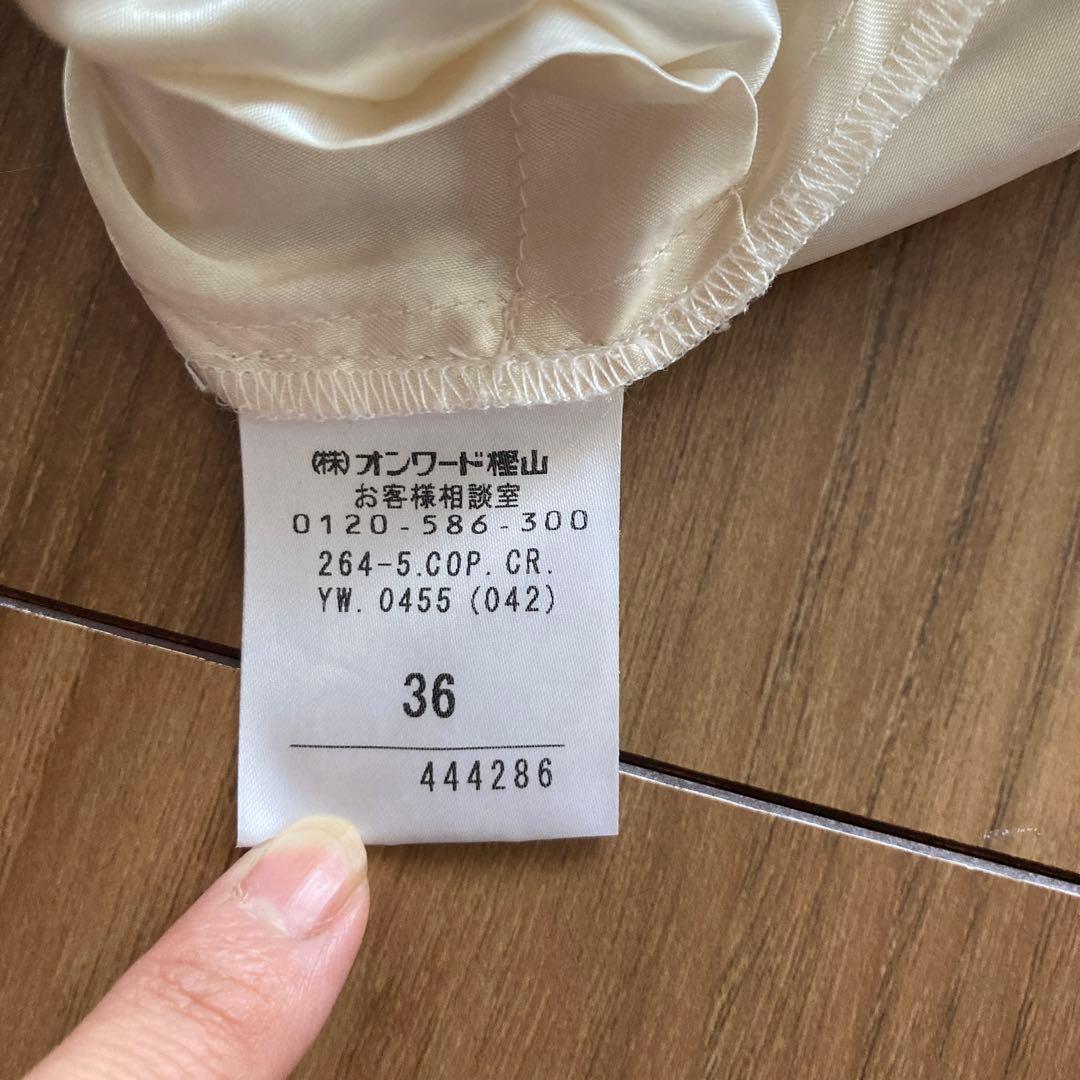 (株)オンワード樫山
お客様相談室
0120-586-300
264-5.COP.CR.
YW.0455(042)
36
444286